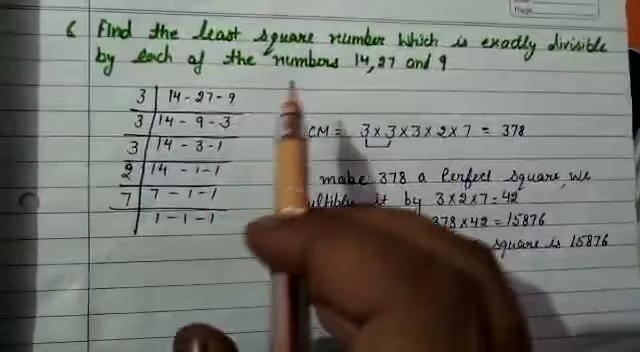 6 Find the least square number which is exactly divisible
by each of the numbers 14, 27 and 9
3 | 14 - 27 - 9
3 | 14 - 9 - 3
3 | 14 - 3 - 1
2 | 14 - 1 - 1
7 | 7 - 1 - 1
1 - 1 - 1
CM = 3 × 3 × 3 × 2 × 7 = 378
make 378 a Perfect square, we
it by 3 × 2 × 7 = 42
378 × 42 = 15876
square is 15876